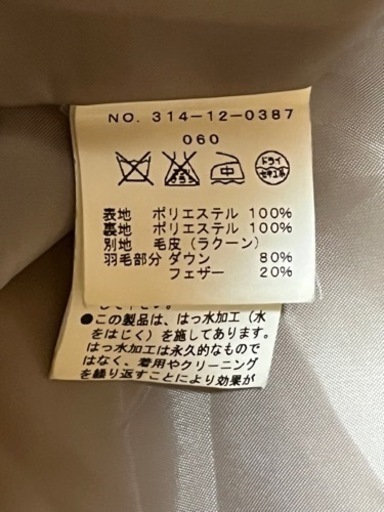 NO. 314-12-0387
060
中 ドライ セキユ系
表地 ポリエステル 100%
裏地 ポリエステル 100%
別地 毛皮(ラクーン)
羽毛部分 ダウン 80%
フェザー 20%
●この製品は、はっ水加工(水
をはじく)を施してあります。
はっ水加工は永久的なもので
はなく、着用やクリーニング
を繰り返すことにより効果が